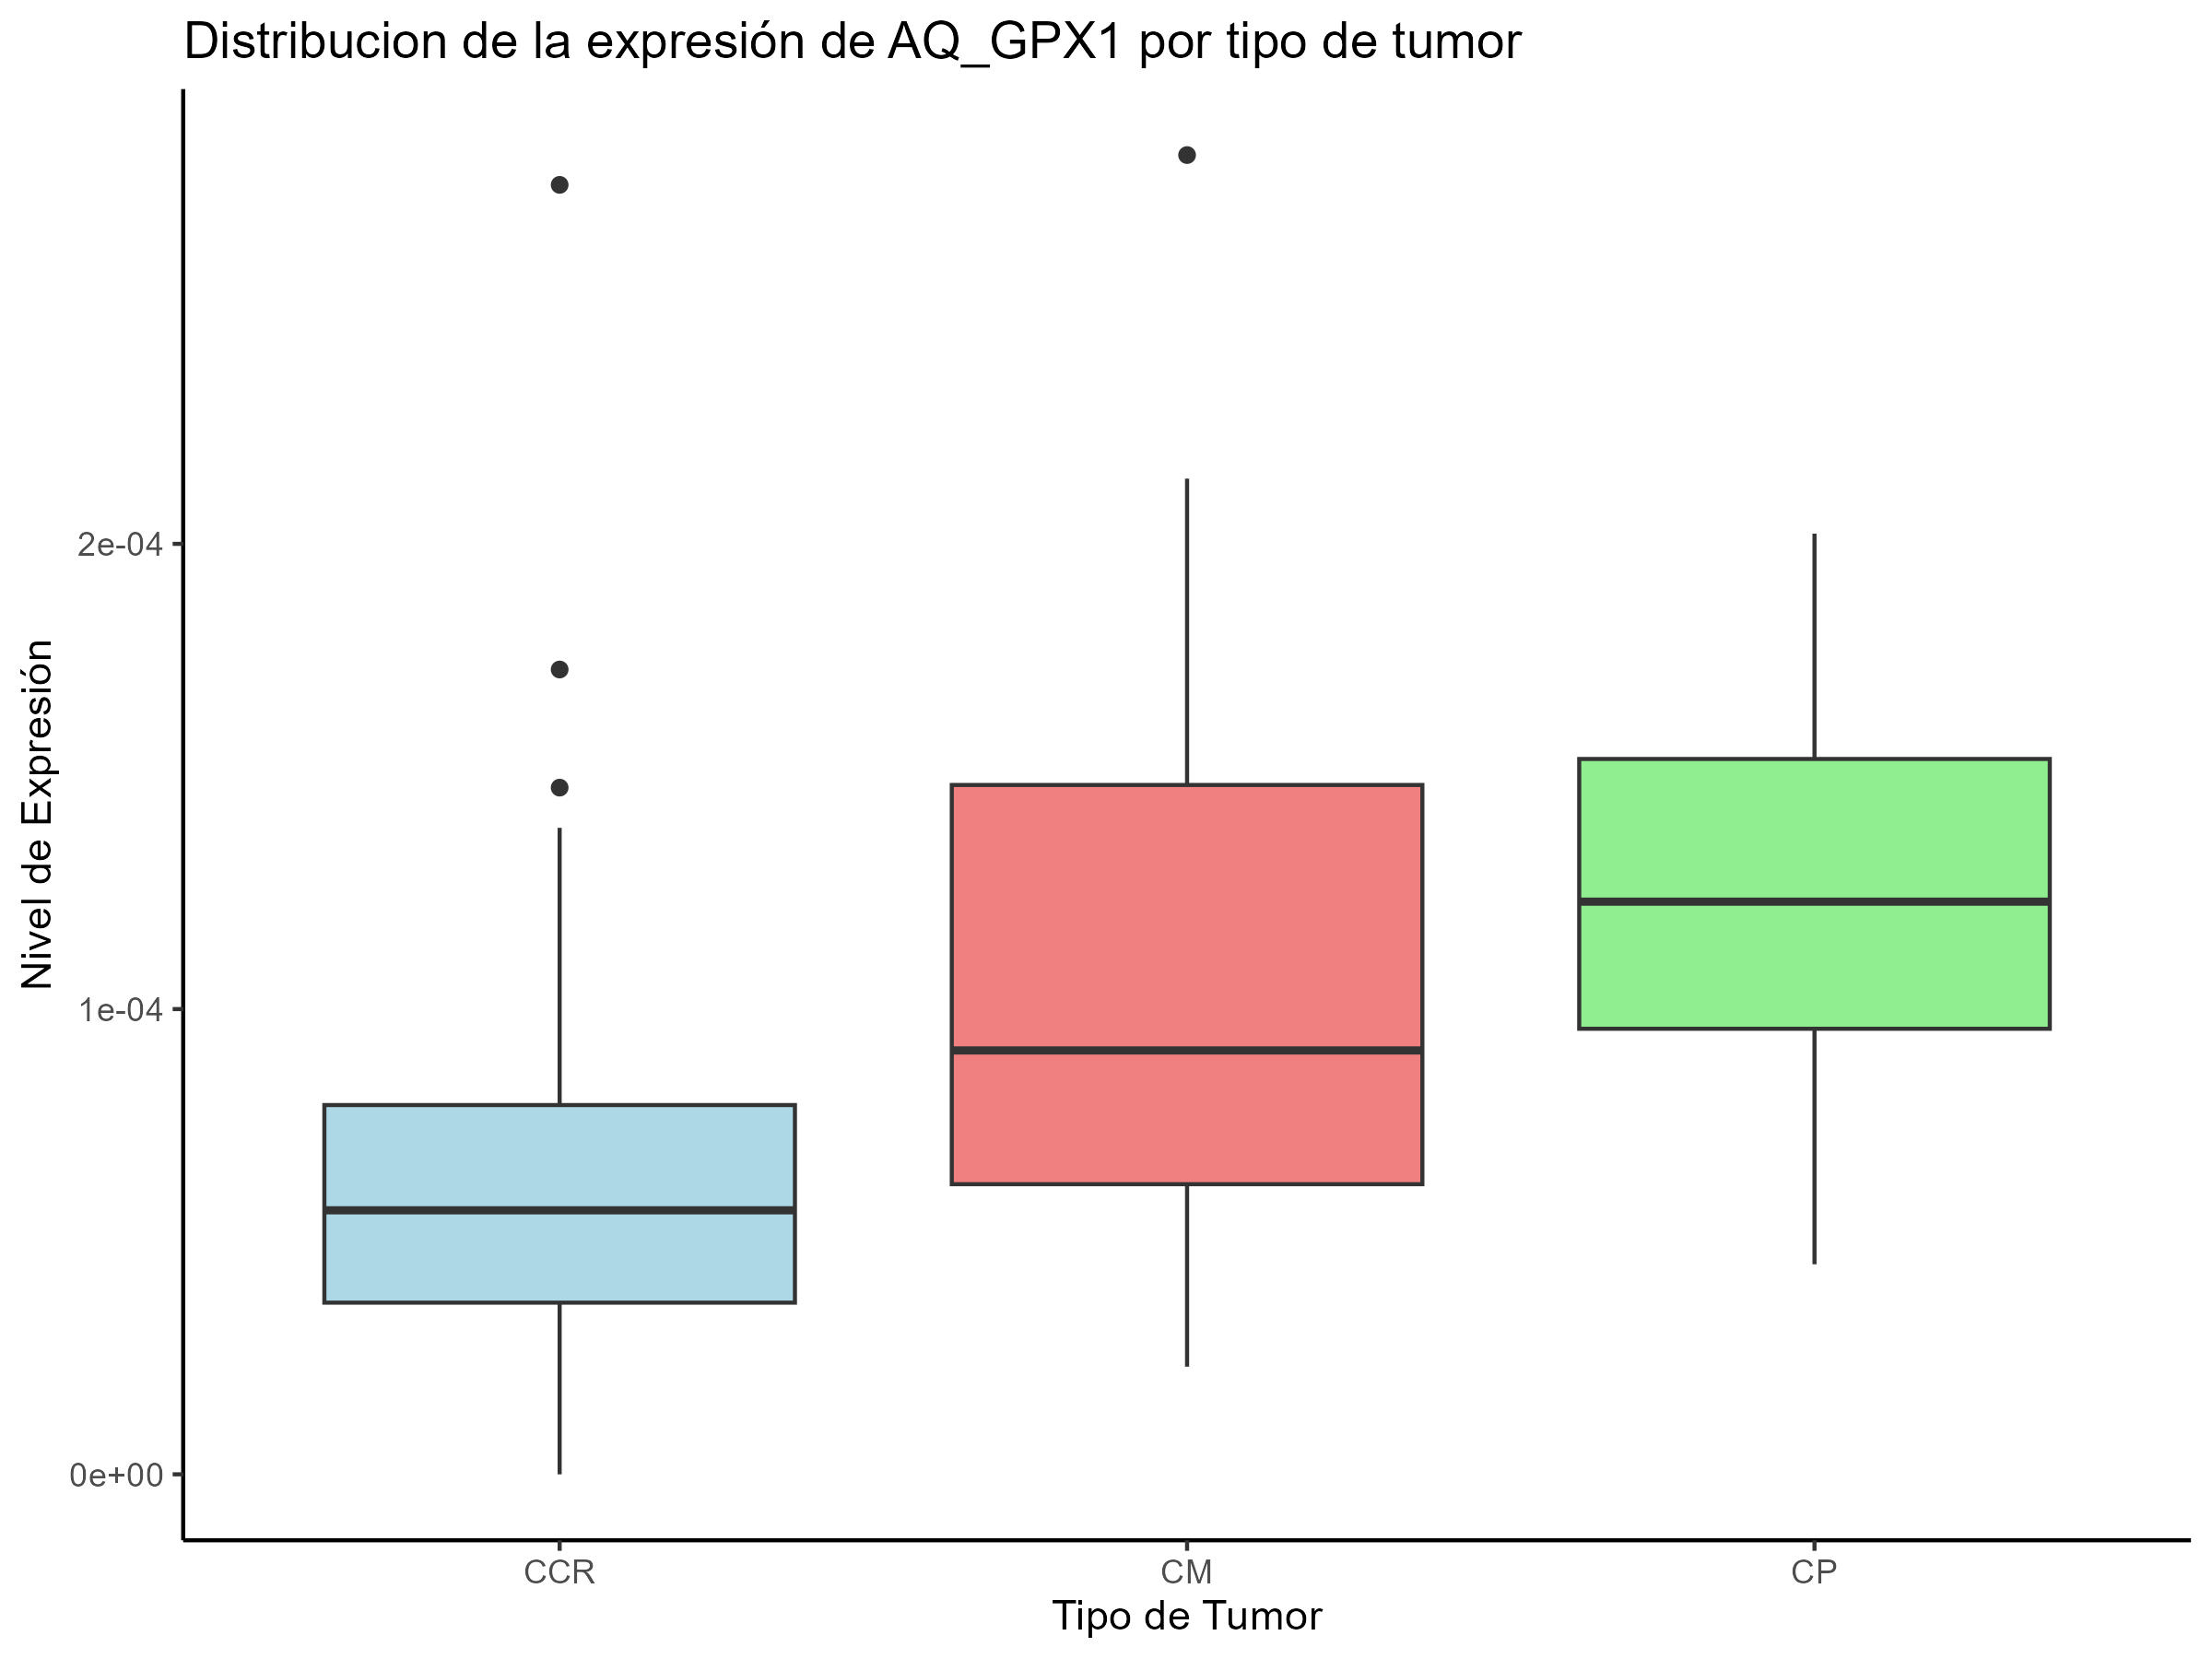 Distribucion de la expresión de AQ_GPX1 por tipo de tumor
Nivel de Expresión
2e-04
1e-04
0e+00
CCR
CM
CP
Tipo de Tumor